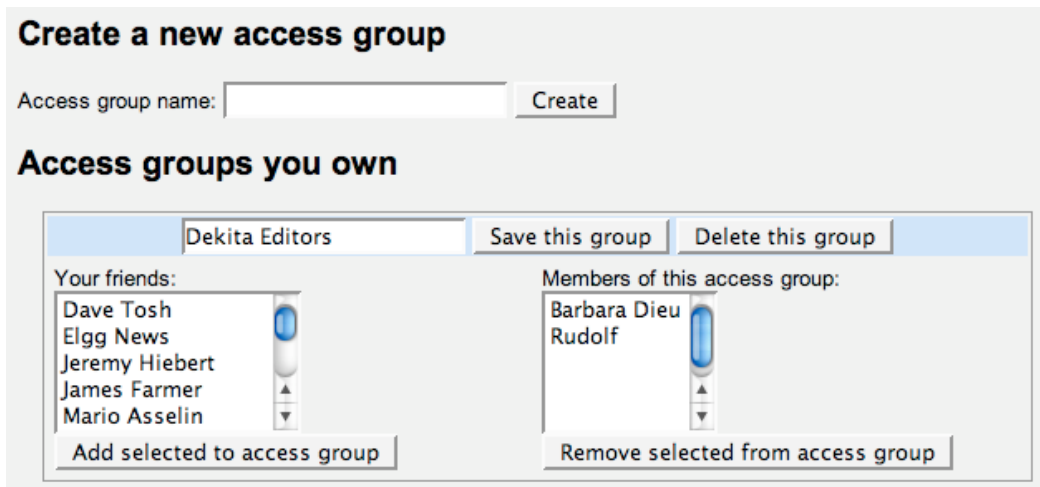 Create a new access group
Access group name: Create
Access groups you own
Dekita Editors Save this group Delete this group
Your friends: Members of this access group:
Dave Tosh Barbara Dieu
Elgg News Rudolf
Jeremy Hiebert
James Farmer
Mario Asselin
Add selected to access group Remove selected from access group